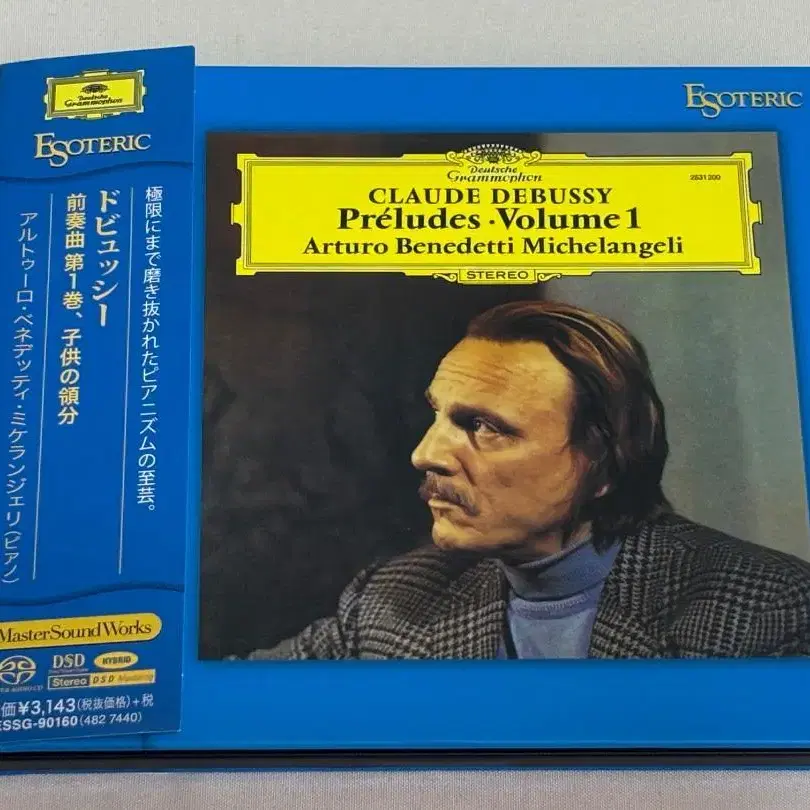 Deutsche
Grammophon
ESOTERIC
極限にまで磨き抜かれたピアニズムの至芸。
ドビュッシー
前奏曲 第1巻、子供の領分
アルトゥーロ・ベネデッティ・ミケランジェリ(ピアノ)
MasterSoundWorks
DSD
HYBRID
Stereo DSD Mastering
価¥3,143(税抜価格)+税
ESSG-90160(482 7440)
ESOTERIC
Deutsche
Grammophon
2531 200
CLAUDE DEBUSSY
Préludes · Volume 1
Arturo Benedetti Michelangeli
STEREO